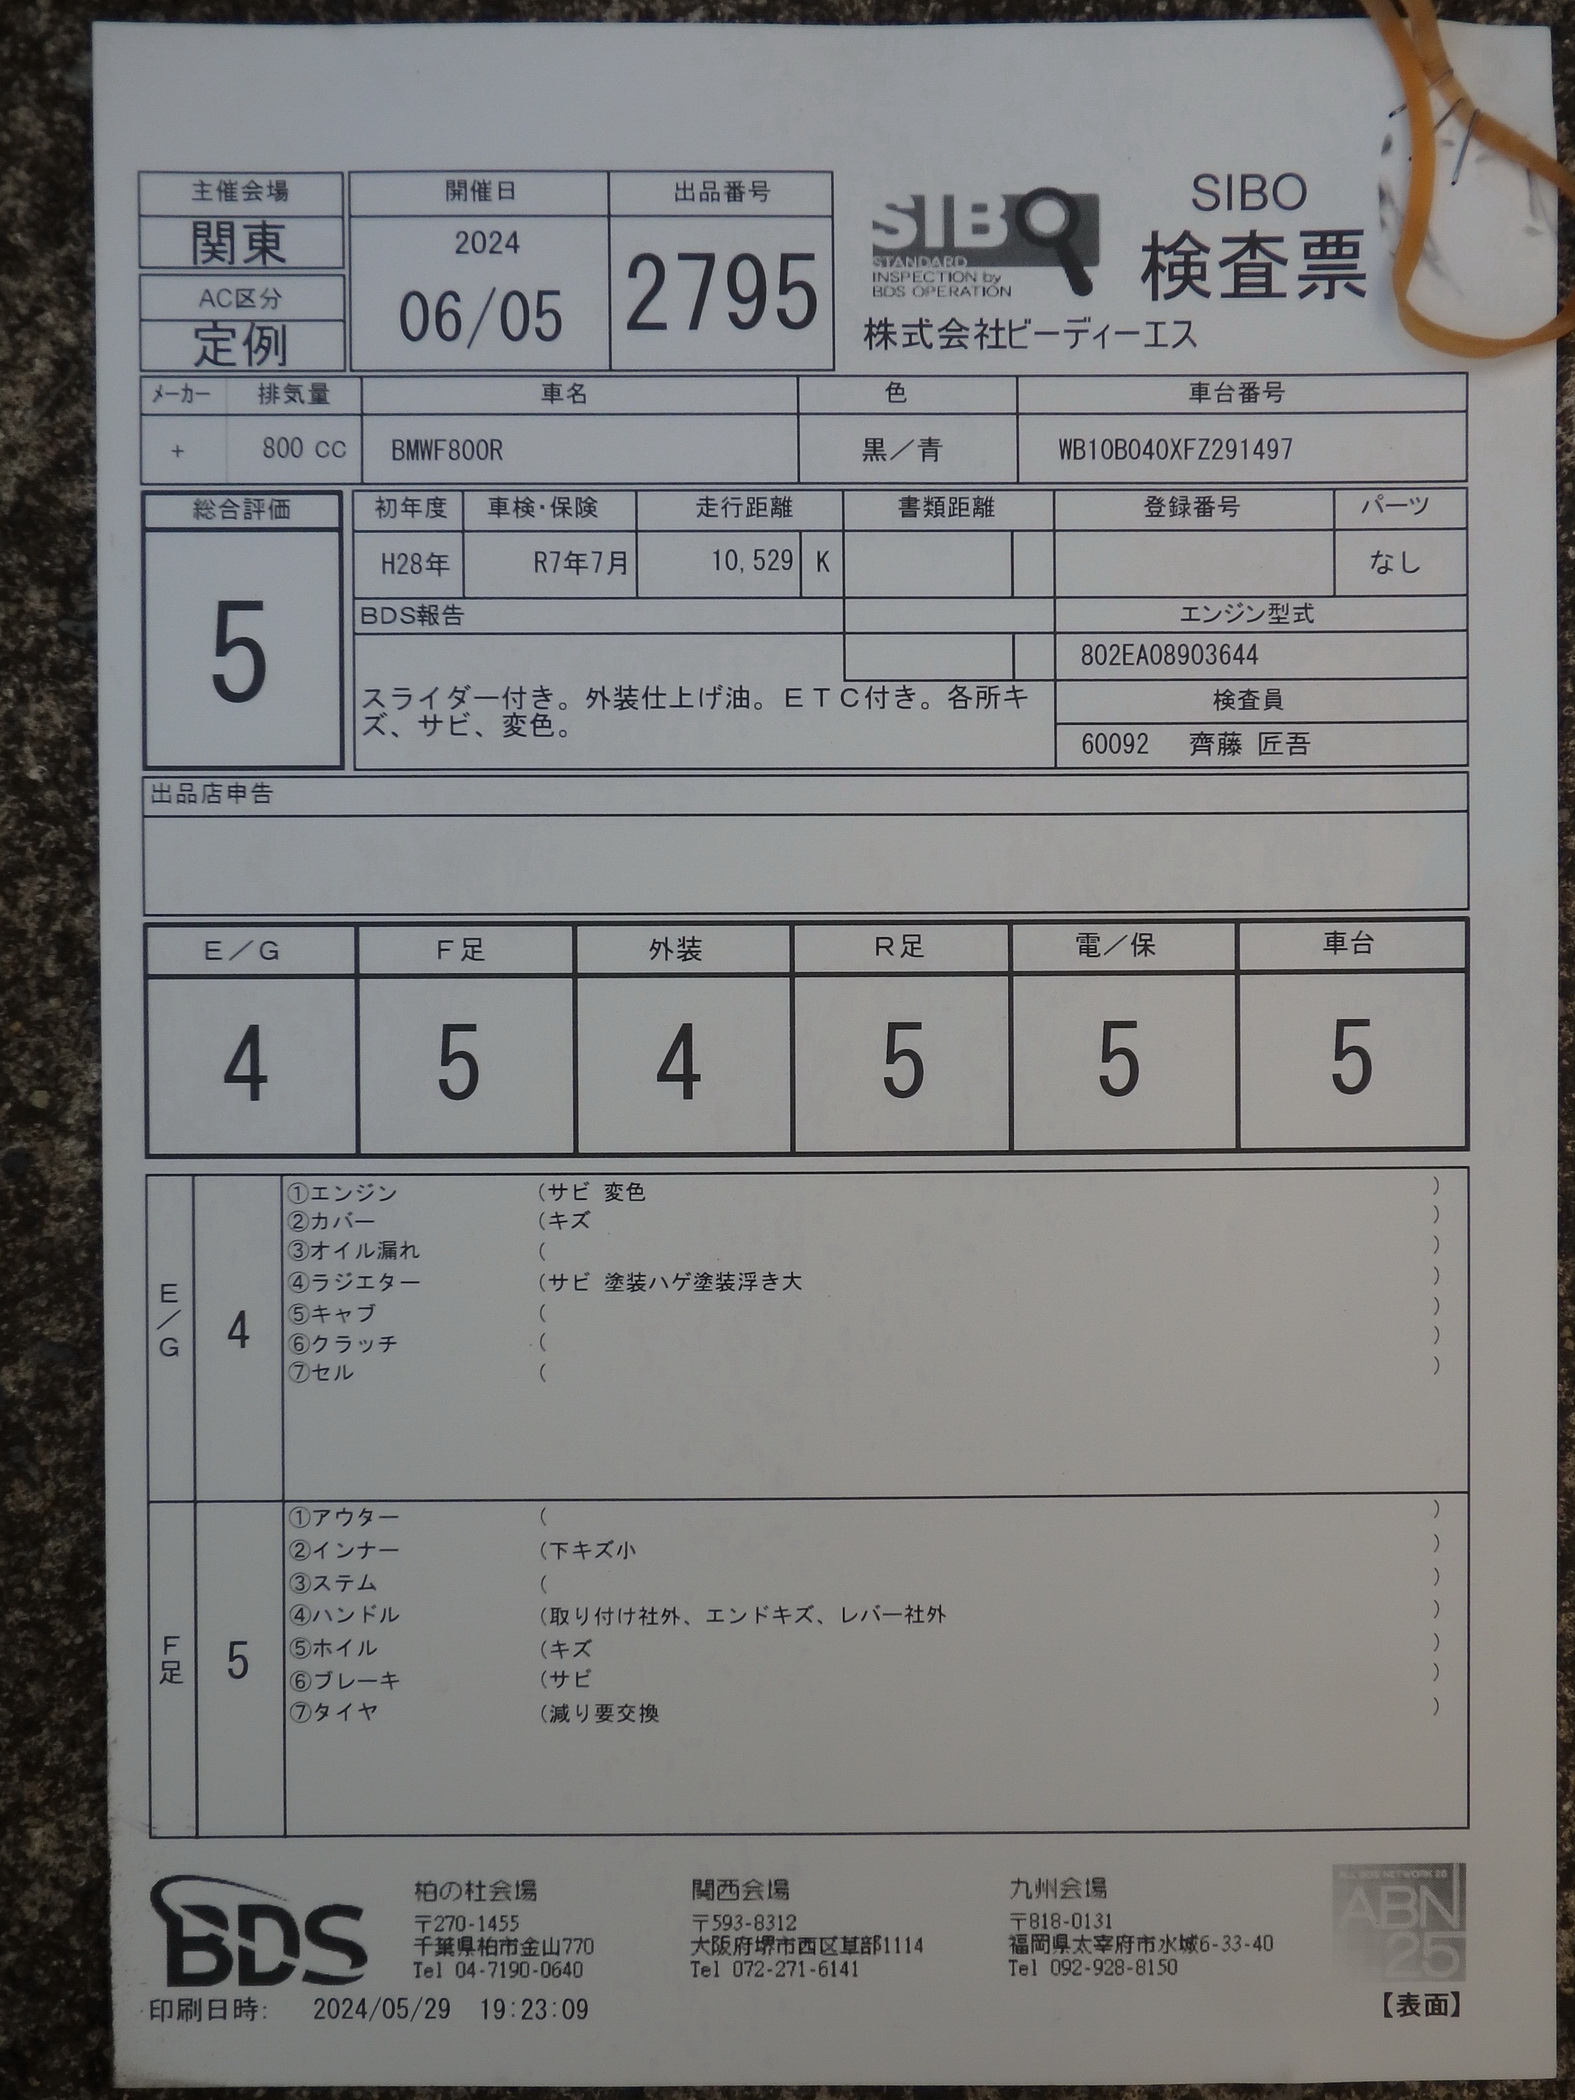 主催会場
関東
AC区分
定例
開催日
2024
06/05
出品番号
2795
SIBO
STANDARD
INSPECTION by
BDS OPERATION
SIBO
検査票
株式会社ビーディーエス
ﾒｰｶｰ 排気量 車名 色 車台番号
+ 800 cc BMWF800R 黒／青 WB10B040XFZ291497
総合評価
5
初年度 車検・保険 走行距離 書類距離 登録番号 パーツ
H28年 R7年7月 10,529 K なし
BDS報告
スライダー付き。外装仕上げ油。ＥＴＣ付き。各所キ
ズ、サビ、変色。
エンジン型式
802EA08903644
検査員
60092 齊藤 匠吾
出品店申告
Ｅ／Ｇ Ｆ足 外装 Ｒ足 電／保 車台
4 5 4 5 5 5
Ｅ／Ｇ
4
①エンジン (サビ 変色 )
②カバー (キズ )
③オイル漏れ ( )
④ラジエター (サビ 塗装ハゲ塗装浮き大 )
⑤キャブ ( )
⑥クラッチ ( )
⑦セル ( )
Ｆ足
5
①アウター ( )
②インナー (下キズ小 )
③ステム ( )
④ハンドル (取り付け社外、エンドキズ、レバー社外 )
⑤ホイル (キズ )
⑥ブレーキ (サビ )
⑦タイヤ (減り要交換 )
BDS
柏の杜会場
〒270-1455
千葉県柏市金山770
Tel 04-7190-0640
関西会場
〒593-8312
大阪府堺市西区草部1114
Tel 072-271-6141
九州会場
〒818-0131
福岡県太宰府市水城6-33-40
Tel 092-928-8150
ABN
25
印刷日時: 2024/05/29 19:23:09
【表面】